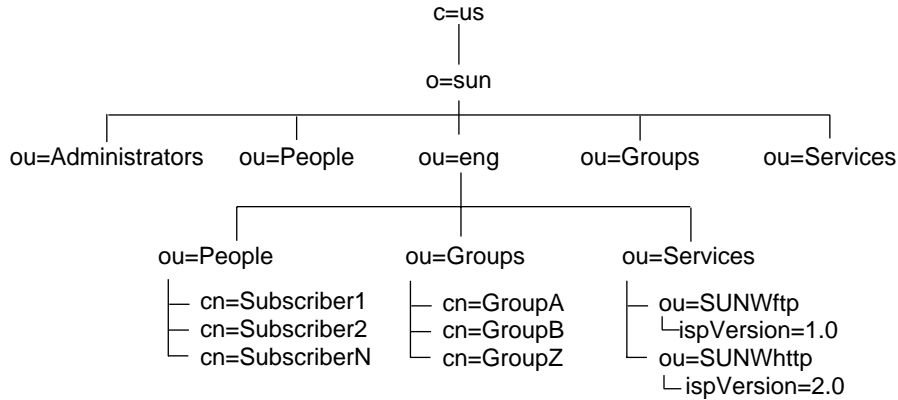 c=us
o=sun
ou=Administrators ou=People ou=eng ou=Groups ou=Services
ou=People ou=Groups ou=Services
cn=Subscriber1 cn=GroupA ou=SUNWftp
cn=Subscriber2 cn=GroupB ispVersion=1.0
cn=SubscriberN cn=GroupZ ou=SUNWhttp
ispVersion=2.0